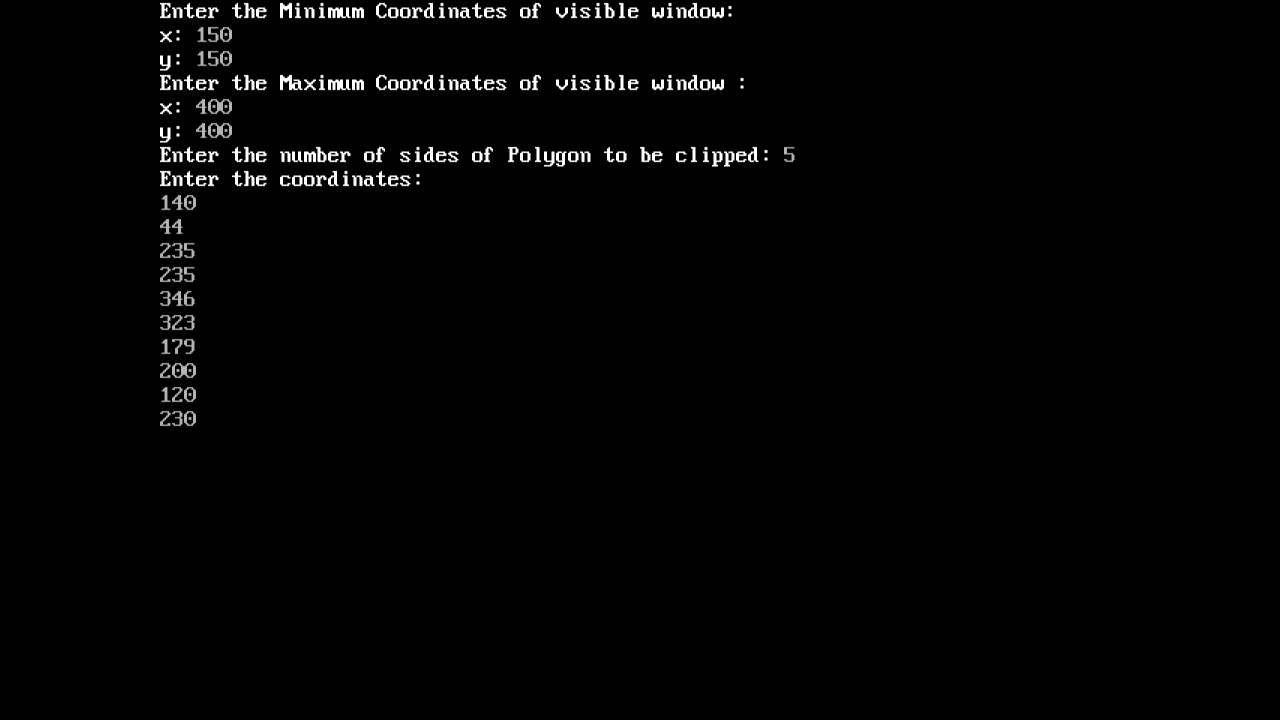 Enter the Minimum Coordinates of visible window:
x: 150
y: 150
Enter the Maximum Coordinates of visible window :
x: 400
y: 400
Enter the number of sides of Polygon to be clipped: 5
Enter the coordinates:
140
44
235
235
346
323
179
200
120
230